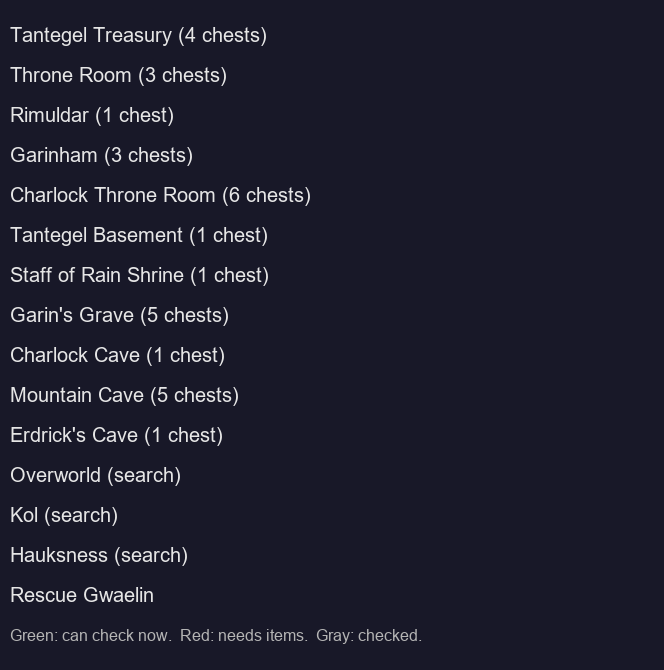 Tantegel Treasury (4 chests)
Throne Room (3 chests)
Rimuldar (1 chest)
Garinham (3 chests)
Charlock Throne Room (6 chests)
Tantegel Basement (1 chest)
Staff of Rain Shrine (1 chest)
Garin's Grave (5 chests)
Charlock Cave (1 chest)
Mountain Cave (5 chests)
Erdrick's Cave (1 chest)
Overworld (search)
Kol (search)
Hauksness (search)
Rescue Gwaelin
Green: can check now.  Red: needs items.  Gray: checked.